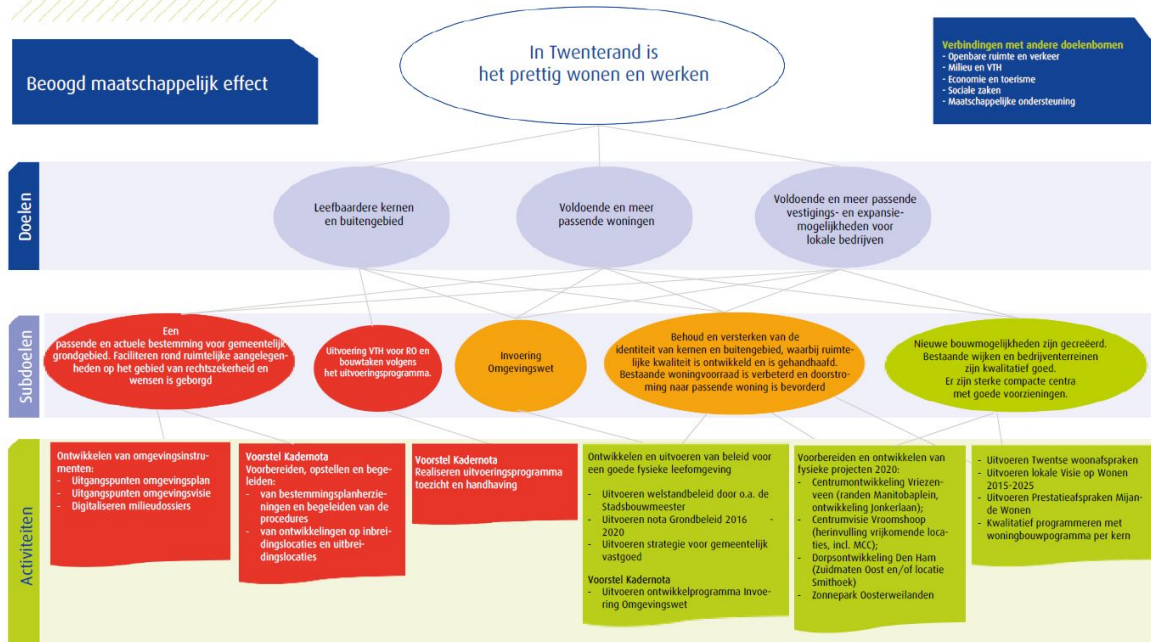 Beoogd maatschappelijk effect
In Twenterand is
het prettig wonen en werken
Verbindingen met andere doelenbomen
- Openbare ruimte en verkeer
- Milieu en VTH
- Economie en toerisme
- Sociale zaken
- Maatschappelijke ondersteuning
Doelen
Leefbaardere kernen
en buitengebied
Voldoende en meer
passende woningen
Voldoende en meer passende
vestigings- en expansie-
mogelijkheden voor
lokale bedrijven
Subdoelen
Een
passende en actuele bestemming voor gemeentelijk
grondgebied. Faciliteren rond ruimtelijke aangelegen-
heden op het gebied van rechtszekerheid en
wensen is geborgd
Uitvoering VTH voor RO en
bouwtaken volgens
het uitvoeringsprogramma.
Invoering
Omgevingswet
Behoud en versterken van de
identiteit van kernen en buitengebied, waarbij ruimte-
lijke kwaliteit is ontwikkeld en is gehandhaafd.
Bestaande woningvoorraad is verbeterd en doorstro-
ming naar passende woning is bevorderd
Nieuwe bouwmogelijkheden zijn gecreëerd.
Bestaande wijken en bedrijventerreinen
zijn kwalitatief goed.
Er zijn sterke compacte centra
met goede voorzieningen.
Activiteiten
Ontwikkelen van omgevingsinstru-
menten:
- Uitgangspunten omgevingsplan
- Uitgangspunten omgevingsvisie
- Digitaliseren milieudossiers
Voorstel Kadernota
Voorbereiden, opstellen en bege-
leiden:
- van bestemmingsplanherzie-
ningen en begeleiden van de
procedures
- van ontwikkelingen op inbrei-
dingslocaties en uitbrei-
dingslocaties
Voorstel Kadernota
Realiseren uitvoeringsprogramma
toezicht en handhaving
Ontwikkelen en uitvoeren van beleid voor
een goede fysieke leefomgeving
- Uitvoeren welstandbeleid door o.a. de
Stadsbouwmeester
- Uitvoeren nota Grondbeleid 2016 -
2020
- Uitvoeren strategie voor gemeentelijk
vastgoed
Voorstel Kadernota
- Uitvoeren ontwikkelprogramma Invoe-
ring Omgevingswet
Voorbereiden en ontwikkelen van
fysieke projecten 2020:
- Centrumontwikkeling Vriezen-
veen (randen Manitobaplein,
ontwikkeling Jonkerlaan);
- Centrumvisie Vroomshoop
(herinvulling vrijkomende loca-
ties, incl. MCC);
- Dorpsontwikkeling Den Ham
(Zuidmaten Oost en/of locatie
Smithoek)
- Zonnepark Oosterweilanden
- Uitvoeren Twentse woonafspraken
- Uitvoeren lokale Visie op Wonen
2015-2025
- Uitvoeren Prestatieafspraken Mijan-
de Wonen
- Kwalitatief programmeren met
woningbouwpogramma per kern